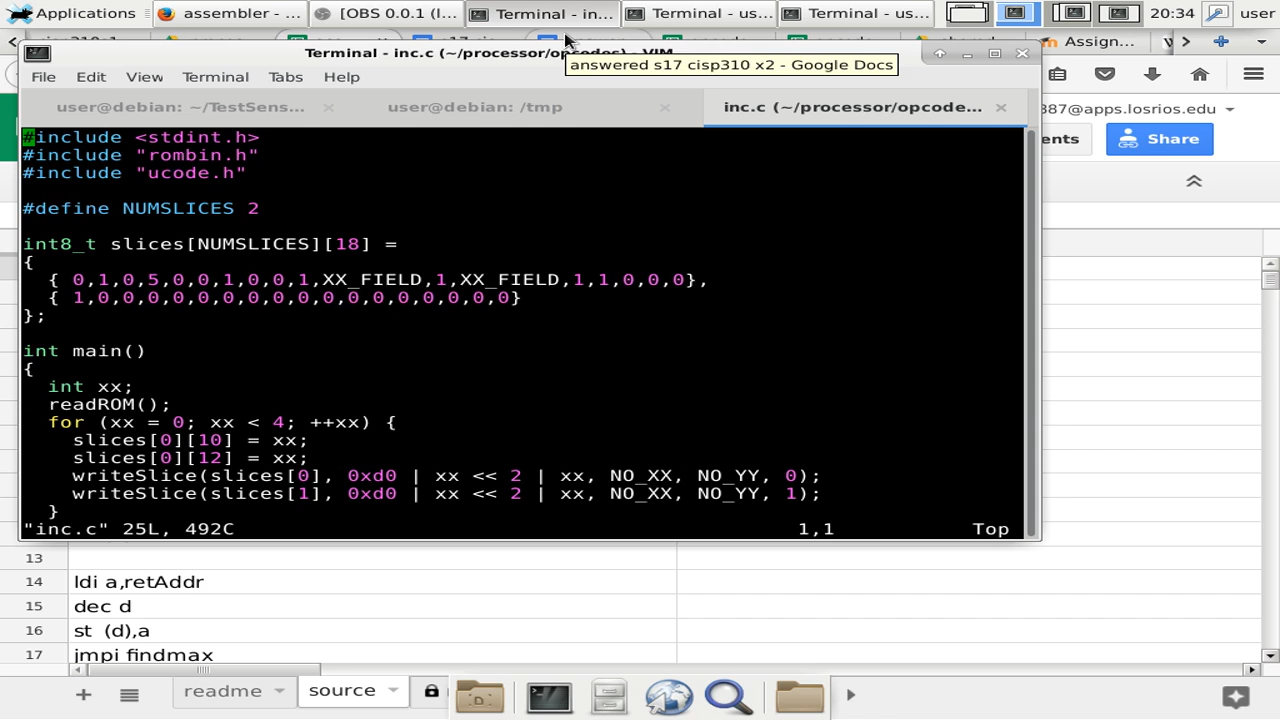 Applications
assembler - ...
[OBS 0.0.1 (l...
Terminal - in...
Terminal - us...
Terminal - us...
20:34
user
Terminal - inc.c (~/processor/opcodes) - VIM
answered s17 cisp310 x2 - Google Docs
Assign...
File Edit View Terminal Tabs Help
user@debian: ~/TestSens...
user@debian: /tmp
inc.c (~/processor/opcode...
387@apps.losrios.edu
ents
Share
#include <stdint.h>
#include "rombin.h"
#include "ucode.h"
#define NUMSLICES 2
int8_t slices[NUMSLICES][18] =
{
{ 0,1,0,5,0,0,1,0,0,1,XX_FIELD,1,XX_FIELD,1,1,0,0,0},
{ 1,0,0,0,0,0,0,0,0,0,0,0,0,0,0,0,0,0}
};
int main()
{
int xx;
readROM();
for (xx = 0; xx < 4; ++xx) {
slices[0][10] = xx;
slices[0][12] = xx;
writeSlice(slices[0], 0xd0 | xx << 2 | xx, NO_XX, NO_YY, 0);
writeSlice(slices[1], 0xd0 | xx << 2 | xx, NO_XX, NO_YY, 1);
}
"inc.c" 25L, 492C 1,1 Top
13
14 ldi a,retAddr
15 dec d
16 st (d),a
17 jmpi findmax
readme
source